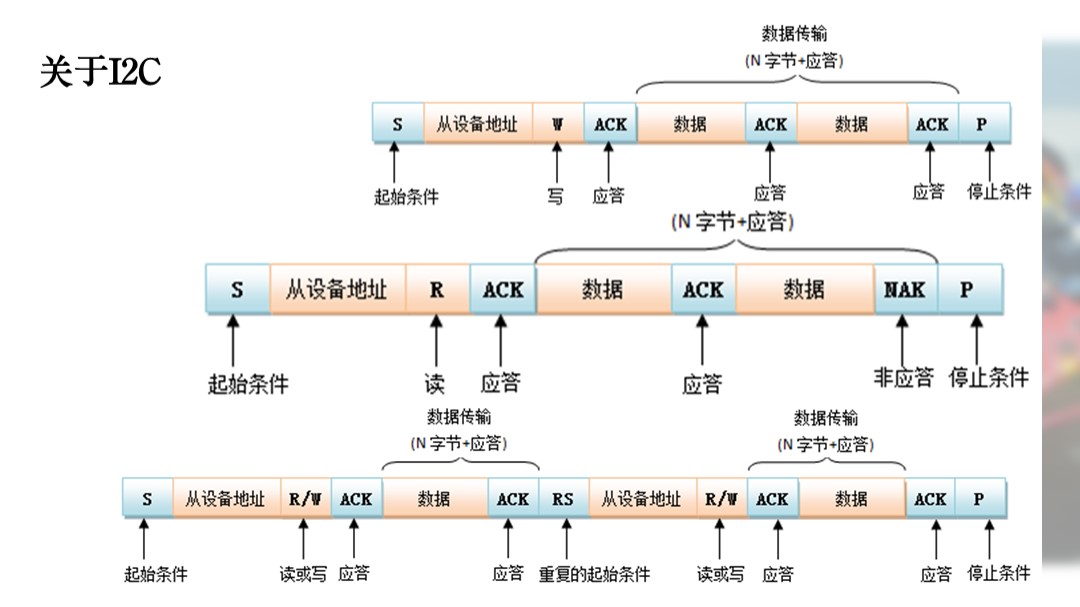 关于I2C
数据传输
(N 字节+应答)
S 从设备地址 W ACK 数据 ACK 数据 ACK P
起始条件 写 应答 应答 应答 停止条件
(N 字节+应答)
S 从设备地址 R ACK 数据 ACK 数据 NAK P
起始条件 读 应答 应答 非应答 停止条件
数据传输 数据传输
(N 字节+应答) (N 字节+应答)
S 从设备地址 R/W ACK 数据 ACK RS 从设备地址 R/W ACK 数据 ACK P
起始条件 读或写 应答 应答 重复的起始条件 读或写 应答 应答 停止条件